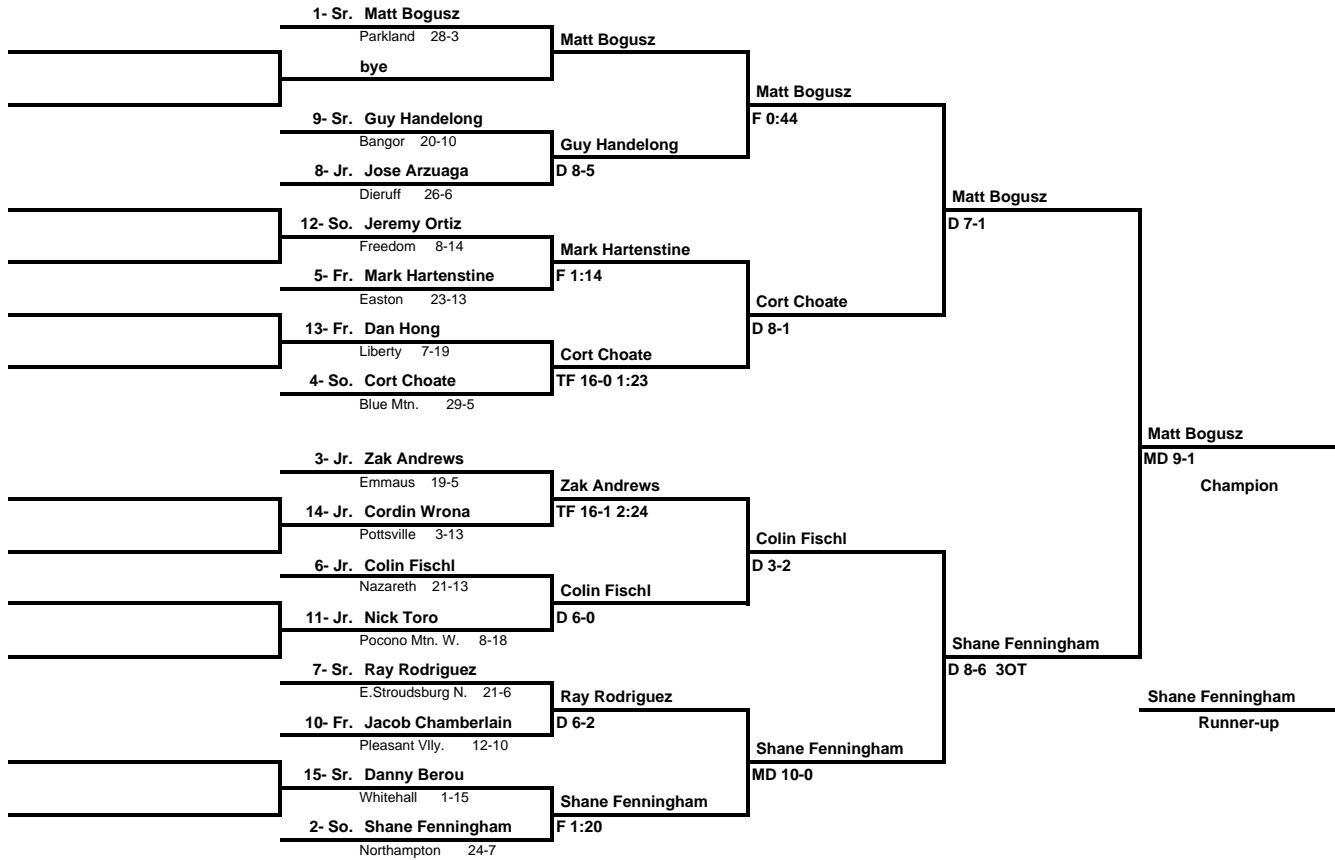 1- Sr. Matt Bogusz
Parkland 28-3
bye
9- Sr. Guy Handelong
Bangor 20-10
8- Jr. Jose Arzuaga
Dieruff 26-6
12- So. Jeremy Ortiz
Freedom 8-14
5- Fr. Mark Hartenstine
Easton 23-13
13- Fr. Dan Hong
Liberty 7-19
4- So. Cort Choate
Blue Mtn. 29-5
3- Jr. Zak Andrews
Emmaus 19-5
14- Jr. Cordin Wrona
Pottsville 3-13
6- Jr. Colin Fischl
Nazareth 21-13
11- Jr. Nick Toro
Pocono Mtn. W. 8-18
7- Sr. Ray Rodriguez
E.Stroudsburg N. 21-6
10- Fr. Jacob Chamberlain
Pleasant Vlly. 12-10
15- Sr. Danny Berou
Whitehall 1-15
2- So. Shane Fenningham
Northampton 24-7
Matt Bogusz
Guy Handelong
D 8-5
Mark Hartenstine
F 1:14
Cort Choate
TF 16-0 1:23
Zak Andrews
TF 16-1 2:24
Colin Fischl
D 6-0
Ray Rodriguez
D 6-2
Shane Fenningham
F 1:20
Matt Bogusz
F 0:44
Cort Choate
D 8-1
Colin Fischl
D 3-2
Shane Fenningham
MD 10-0
Matt Bogusz
D 7-1
Shane Fenningham
D 8-6 3OT
Matt Bogusz
MD 9-1
Champion
Shane Fenningham
Runner-up